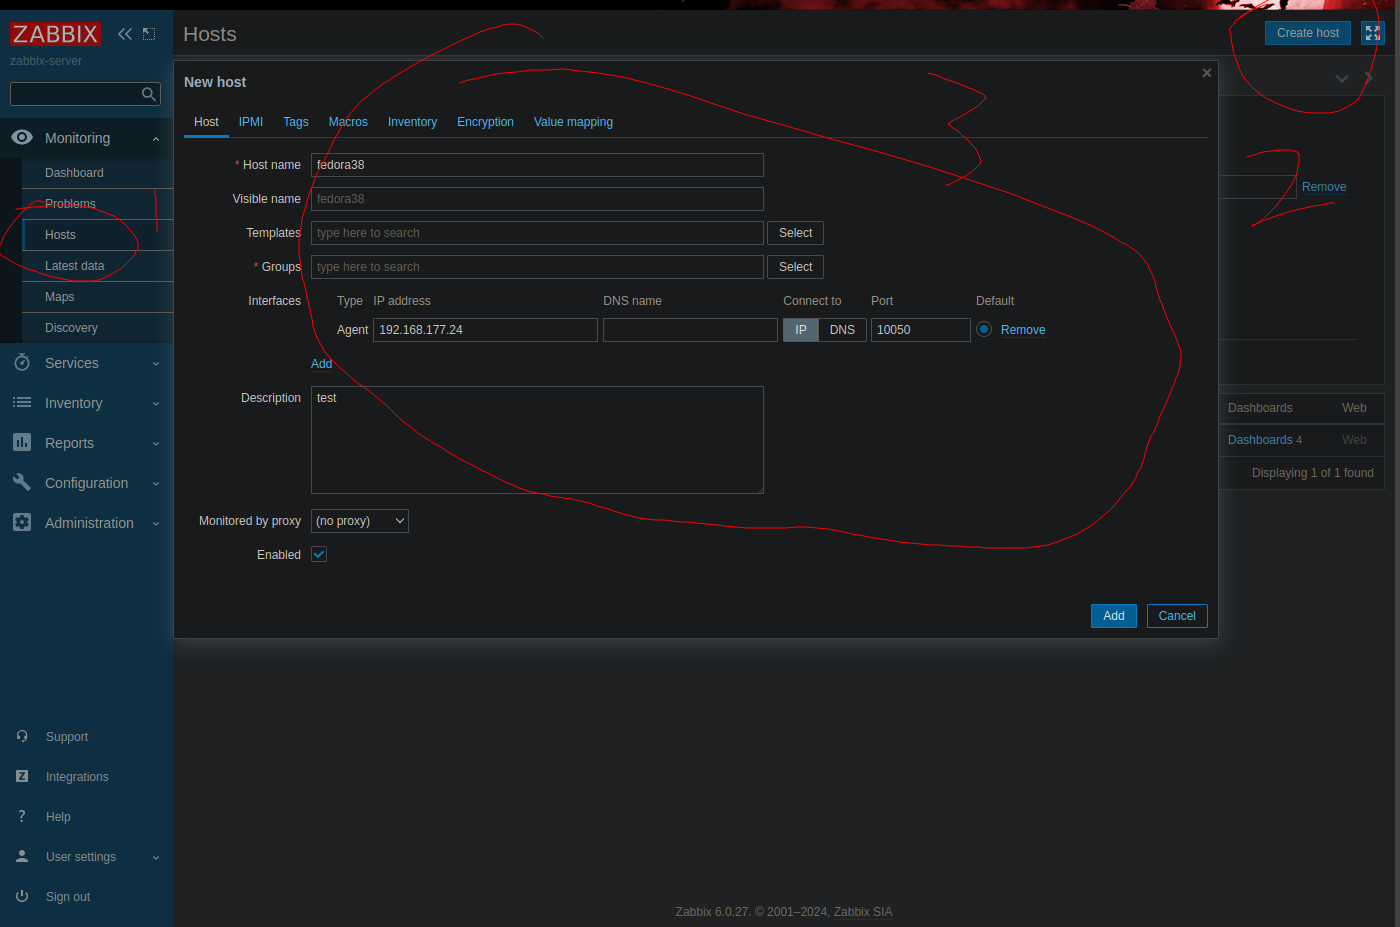 ZABBIX
zabbix-server
Monitoring
Dashboard
Problems
Hosts
Latest data
Maps
Discovery
Services
Inventory
Reports
Configuration
Administration
Support
Integrations
Help
User settings
Sign out
Hosts
Create host
New host
Host IPMI Tags Macros Inventory Encryption Value mapping
* Host name fedora38
Visible name fedora38
Templates type here to search Select
* Groups type here to search Select
Interfaces Type IP address DNS name Connect to Port Default
Agent 192.168.177.24 IP DNS 10050 Remove
Add
Description test
Monitored by proxy (no proxy)
Enabled
Add Cancel
1
2
3
Remove
Dashboards Web
Dashboards 4 Web
Displaying 1 of 1 found
Zabbix 6.0.27. © 2001–2024, Zabbix SIA